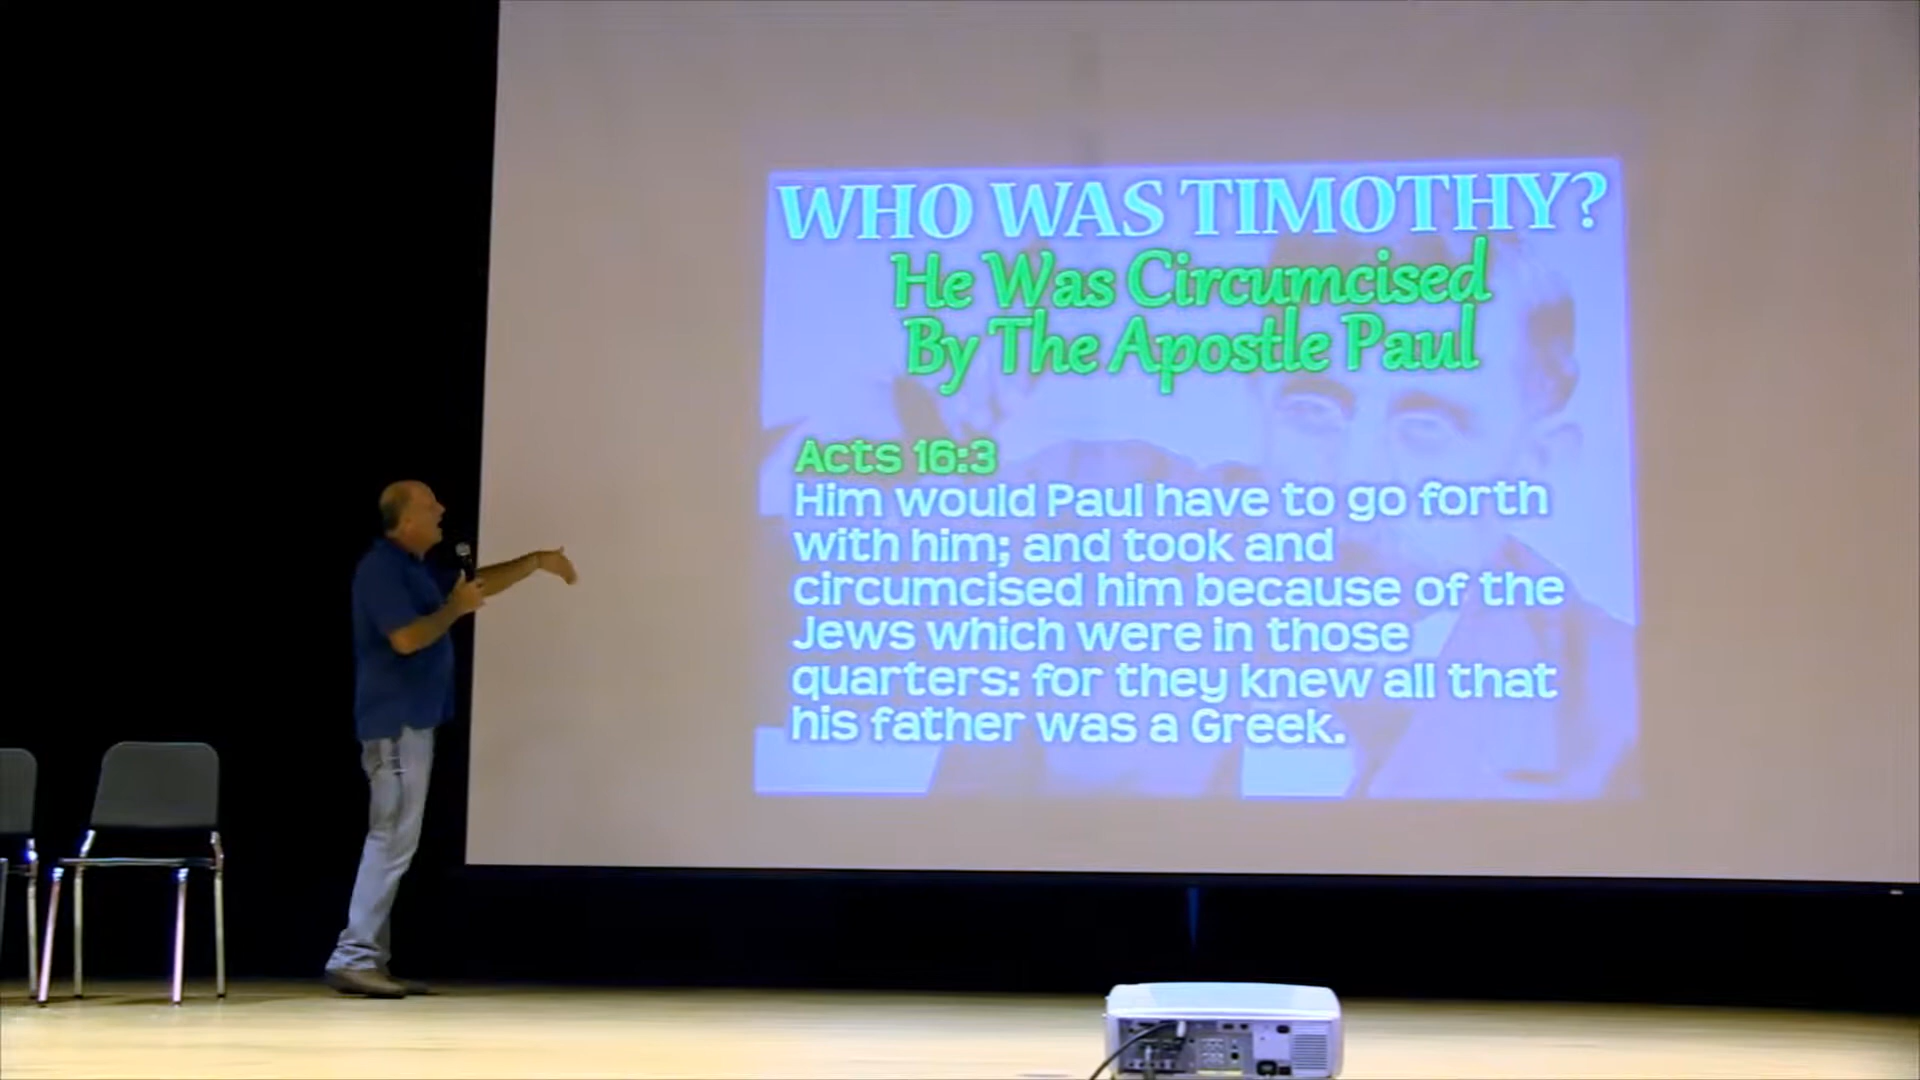 WHO WAS TIMOTHY?
He Was Circumcised
By The Apostle Paul
Acts 16:3
Him would Paul have to go forth
with him; and took and
circumcised him because of the
Jews which were in those
quarters: for they knew all that
his father was a Greek.